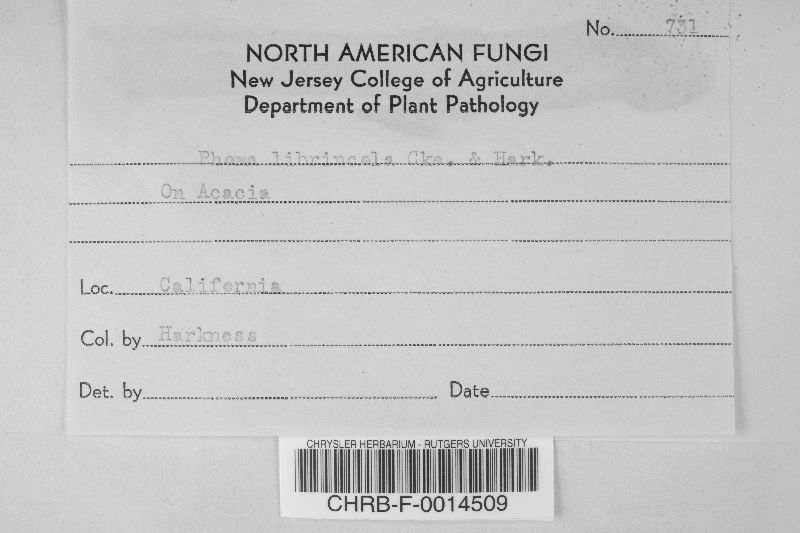 No. 731
NORTH AMERICAN FUNGI
New Jersey College of Agriculture
Department of Plant Pathology
Phoma librincola Cke. & Hark.
On Acacia
Loc. California
Col. by Harkness
Det. by Date
CHRYSLER HERBARIUM - RUTGERS UNIVERSITY
CHRB-F-0014509